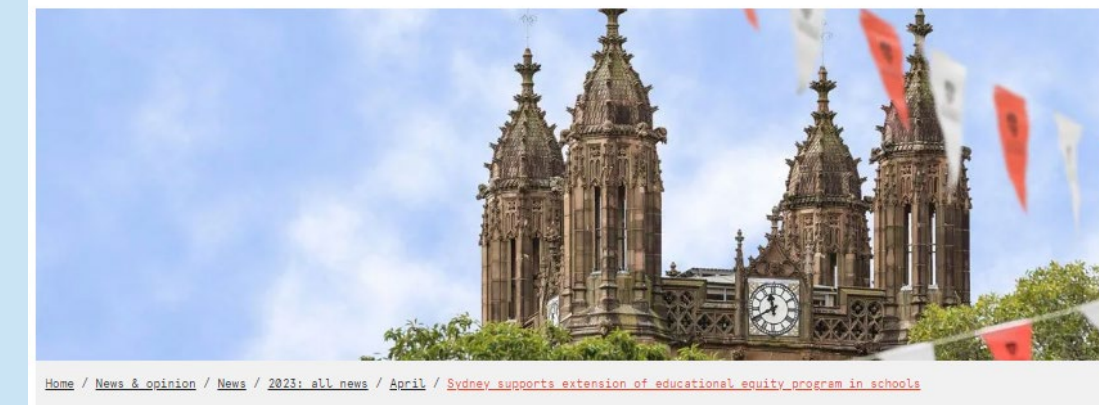 Home / News & opinion / News / 2023: all news / April / Sydney supports extension of educational equity program in schools